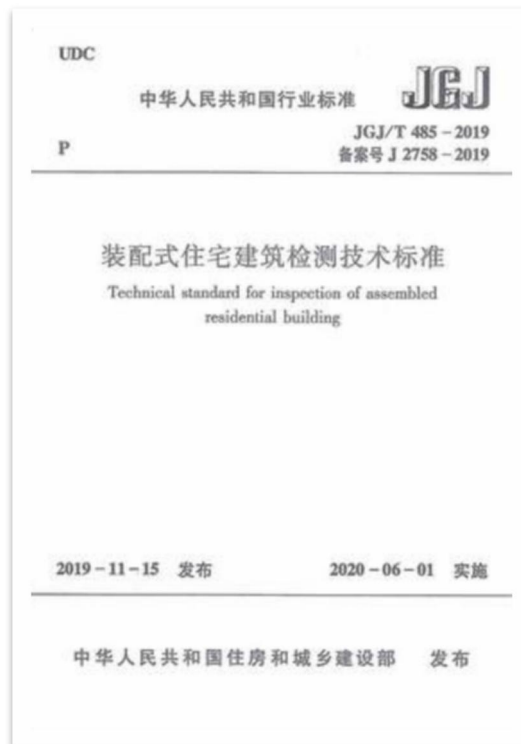 UDC
中华人民共和国行业标准
JGJ
JGJ/T 485-2019
P
备案号 J 2758-2019
装配式住宅建筑检测技术标准
Technical standard for inspection of assembled
residential building
2019-11-15 发布
2020-06-01 实施
中华人民共和国住房和城乡建设部 发布